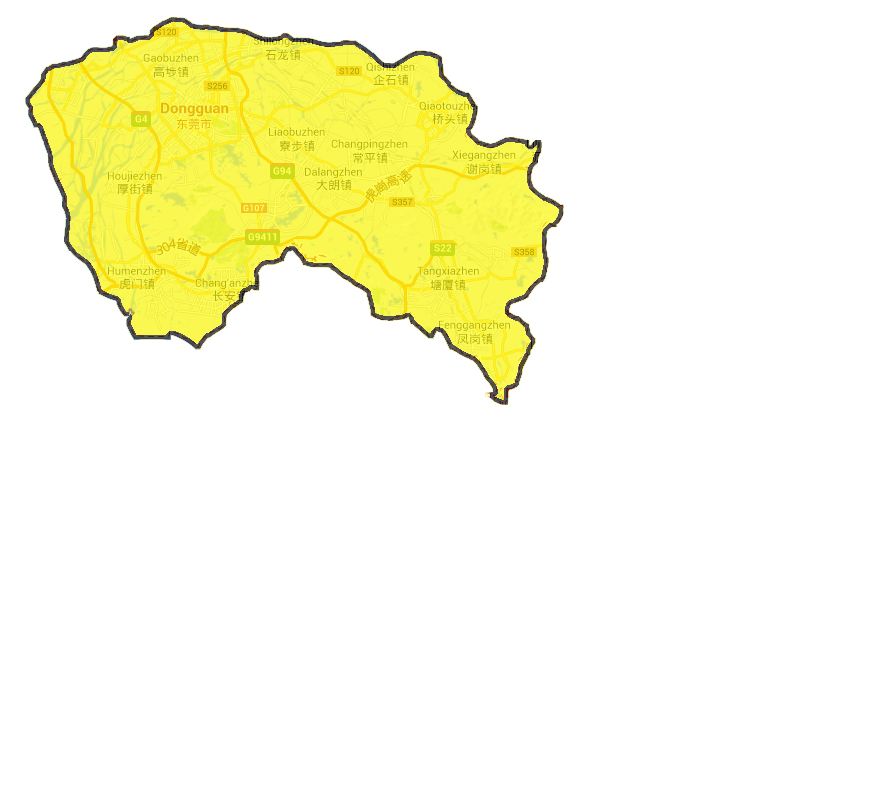 S120
Shilongzhen
石龙镇
Gaobuzhen
高埗镇
S120
Qishizhen
企石镇
S256
Dongguan
东莞市
Qiaotouzhe
桥头镇
G4
Liaobuzhen
寮步镇
Changpingzhen
常平镇
Xiegangzhen
谢岗镇
G94
Dalangzhen
大朗镇
Houjiezhen
厚街镇
虎岗高速
S357
G107
G9411
304省道
S22
S358
Humenzhen
虎门镇
Chang'anzhe
长安
Tangxiazhen
塘厦镇
Fenggangzhen
凤岗镇